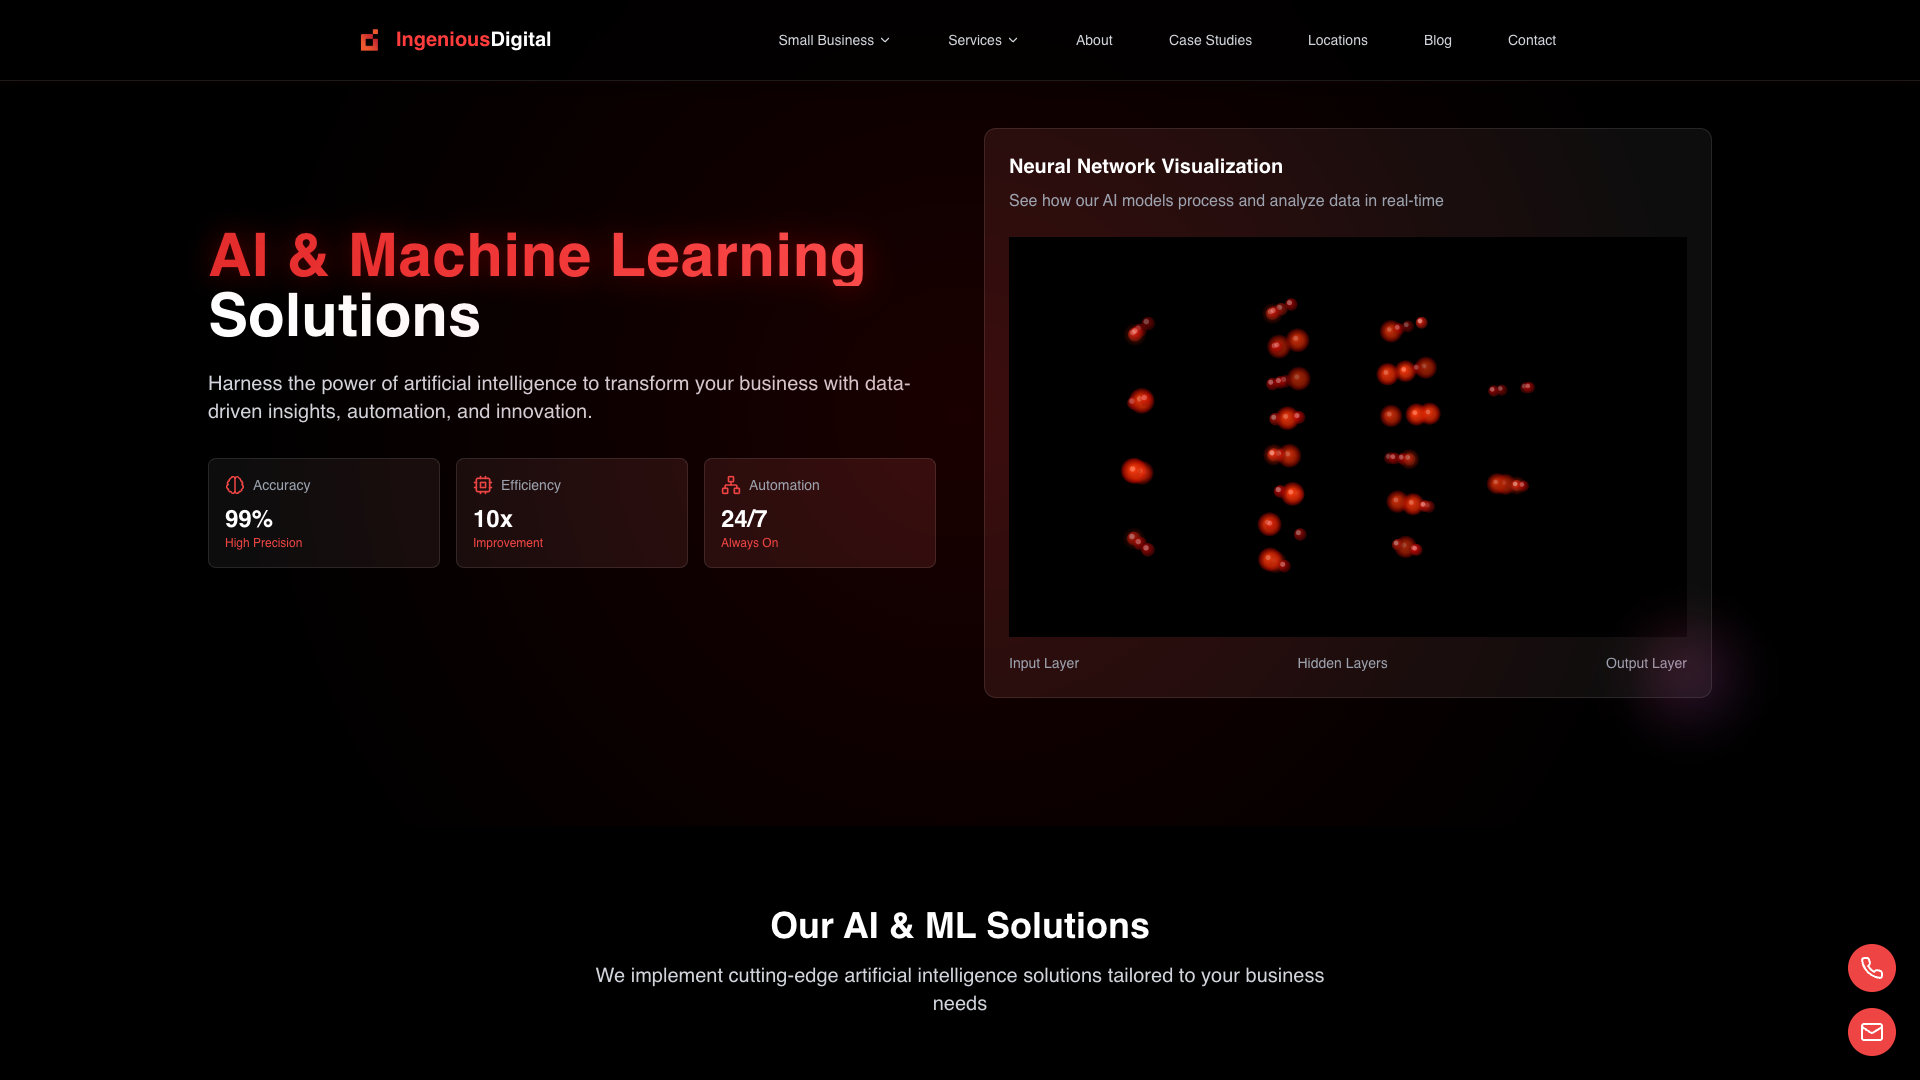 IngeniousDigital
Small Business
Services
About
Case Studies
Locations
Blog
Contact
AI & Machine Learning
Solutions
Harness the power of artificial intelligence to transform your business with data-
driven insights, automation, and innovation.
Accuracy
99%
High Precision
Efficiency
10x
Improvement
Automation
24/7
Always On
Neural Network Visualization
See how our AI models process and analyze data in real-time
Input Layer
Hidden Layers
Output Layer
Our AI & ML Solutions
We implement cutting-edge artificial intelligence solutions tailored to your business
needs